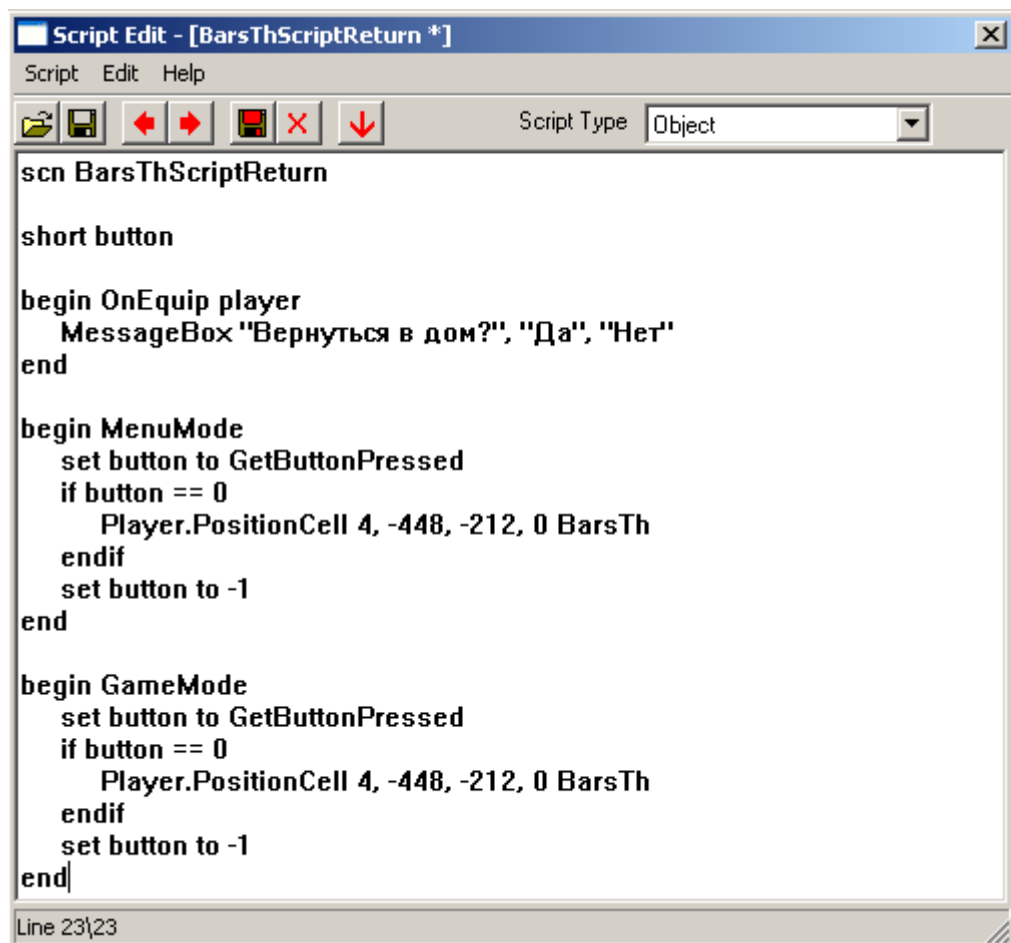 Script Edit - [BarsThScriptReturn *]
Script Edit Help
Script Type Object
scn BarsThScriptReturn
short button
begin OnEquip player
MessageBox "Вернуться в дом?", "Да", "Нет"
end
begin MenuMode
set button to GetButtonPressed
if button == 0
Player.PositionCell 4, -448, -212, 0 BarsTh
endif
set button to -1
end
begin GameMode
set button to GetButtonPressed
if button == 0
Player.PositionCell 4, -448, -212, 0 BarsTh
endif
set button to -1
end
Line 23\23